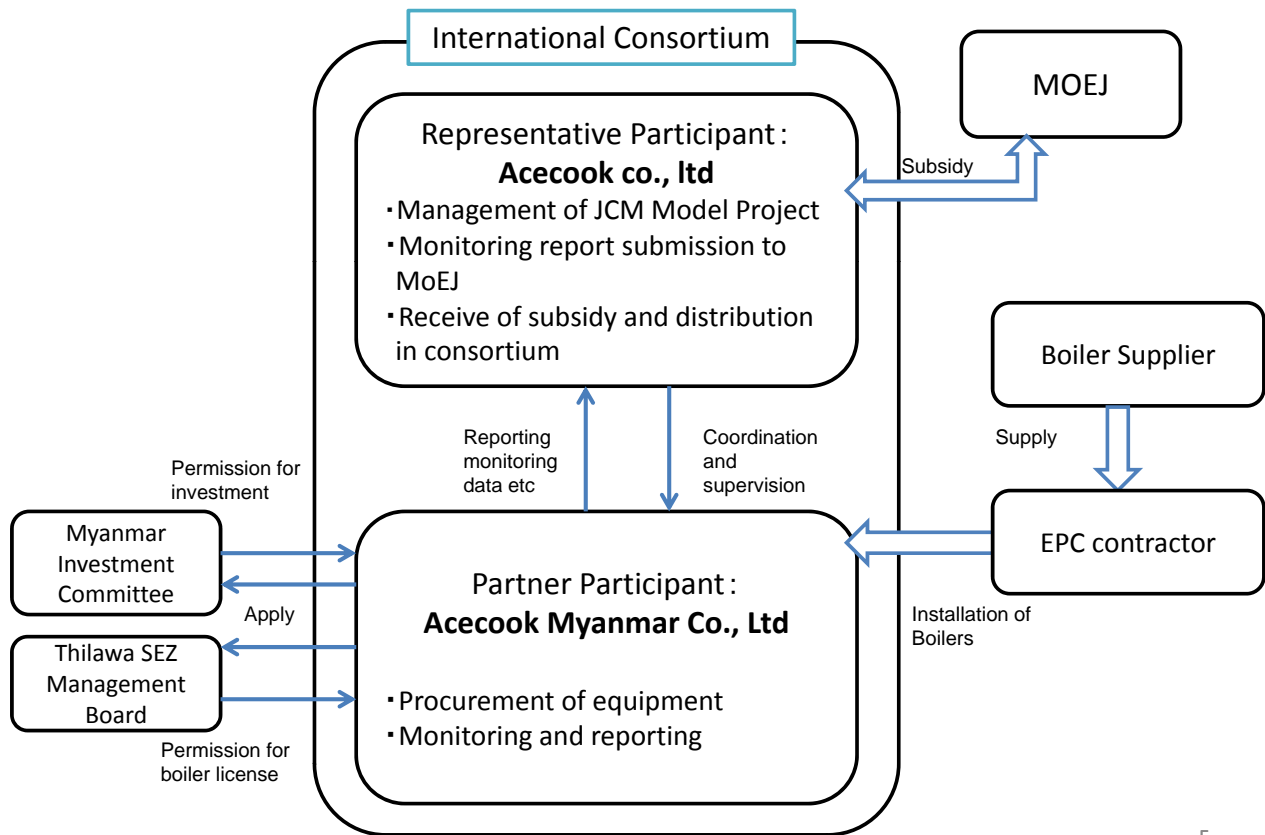 International Consortium
MOEJ
Representative Participant：
Acecook co., ltd
・Management of JCM Model Project
・Monitoring report submission to
MoEJ
・Receive of subsidy and distribution
in consortium
Subsidy
Boiler Supplier
Supply
EPC contractor
Installation of
Boilers
Reporting
monitoring
data etc
Coordination
and
supervision
Permission for
investment
Myanmar
Investment
Committee
Apply
Thilawa SEZ
Management
Board
Permission for
boiler license
Partner Participant：
Acecook Myanmar Co., Ltd
・Procurement of equipment
・Monitoring and reporting